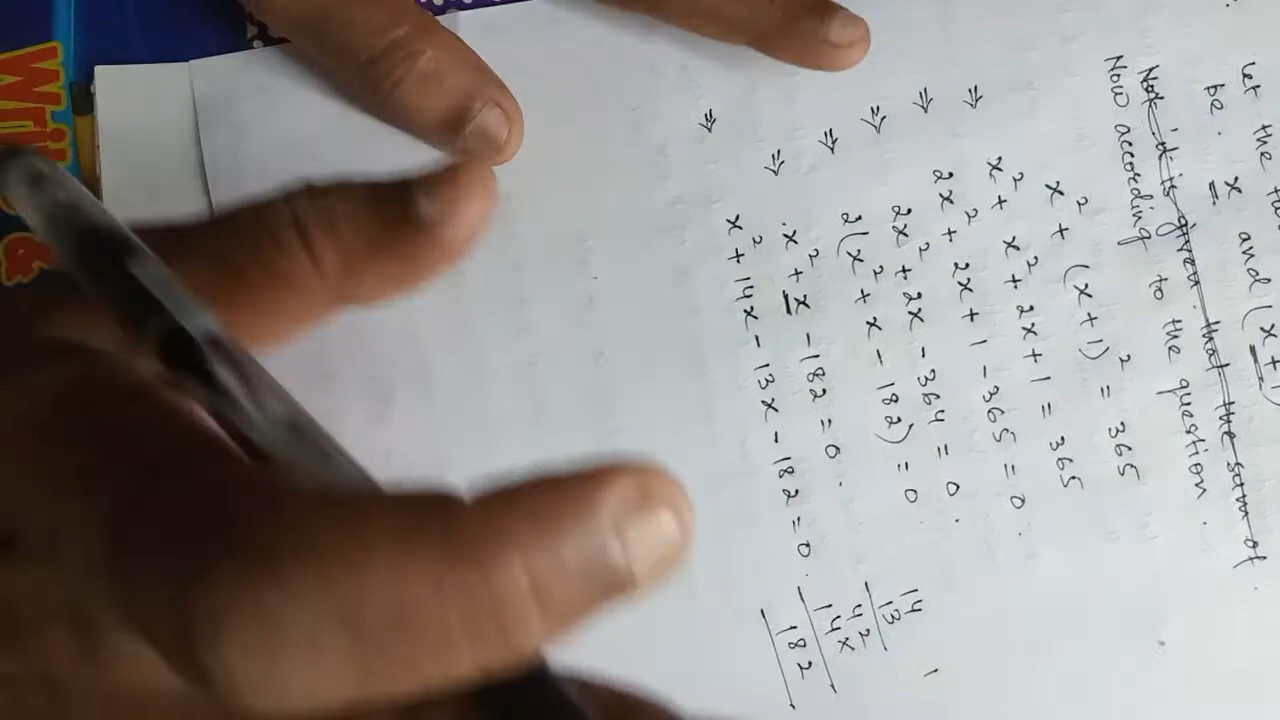 Let the
be . x and (x+1)
Note it is given that the sum of
Now according to the question .
x² + (x+1)² = 365
⇒ x² + x² + 2x + 1 = 365
⇒ 2x² + 2x + 1 - 365 = 0 .
⇒ 2x² + 2x - 364 = 0 .
⇒ 2(x² + x - 182) = 0
⇒ x² + x - 182 = 0 .
⇒ x² + 14x - 13x - 182 = 0 .
14
13
42
14x
182
&